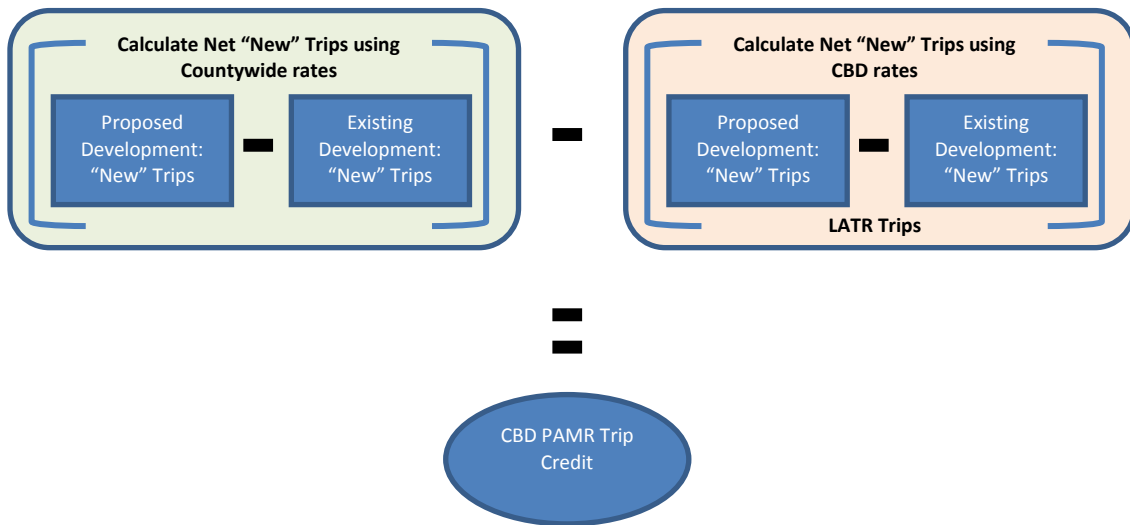 Calculate Net “New” Trips using
Countywide rates
Proposed
Development:
“New” Trips
-
Existing
Development:
“New” Trips
-
Calculate Net “New” Trips using
CBD rates
Proposed
Development:
“New” Trips
-
Existing
Development:
“New” Trips
LATR Trips
=
CBD PAMR Trip
Credit